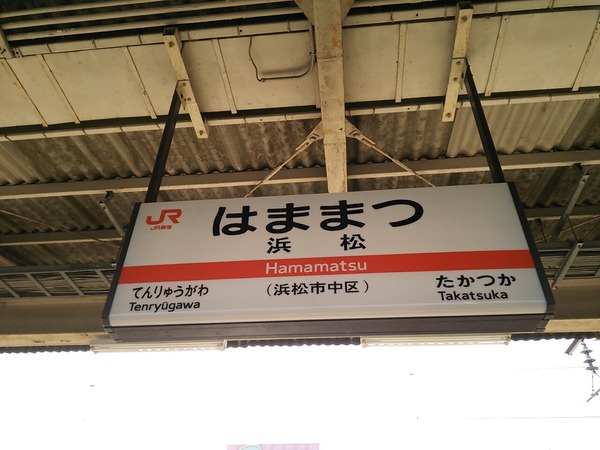 JR
JR東海
はままつ
浜松
Hamamatsu
(浜松市中区)
てんりゅうがわ
Tenryūgawa
たかつか
Takatsuka